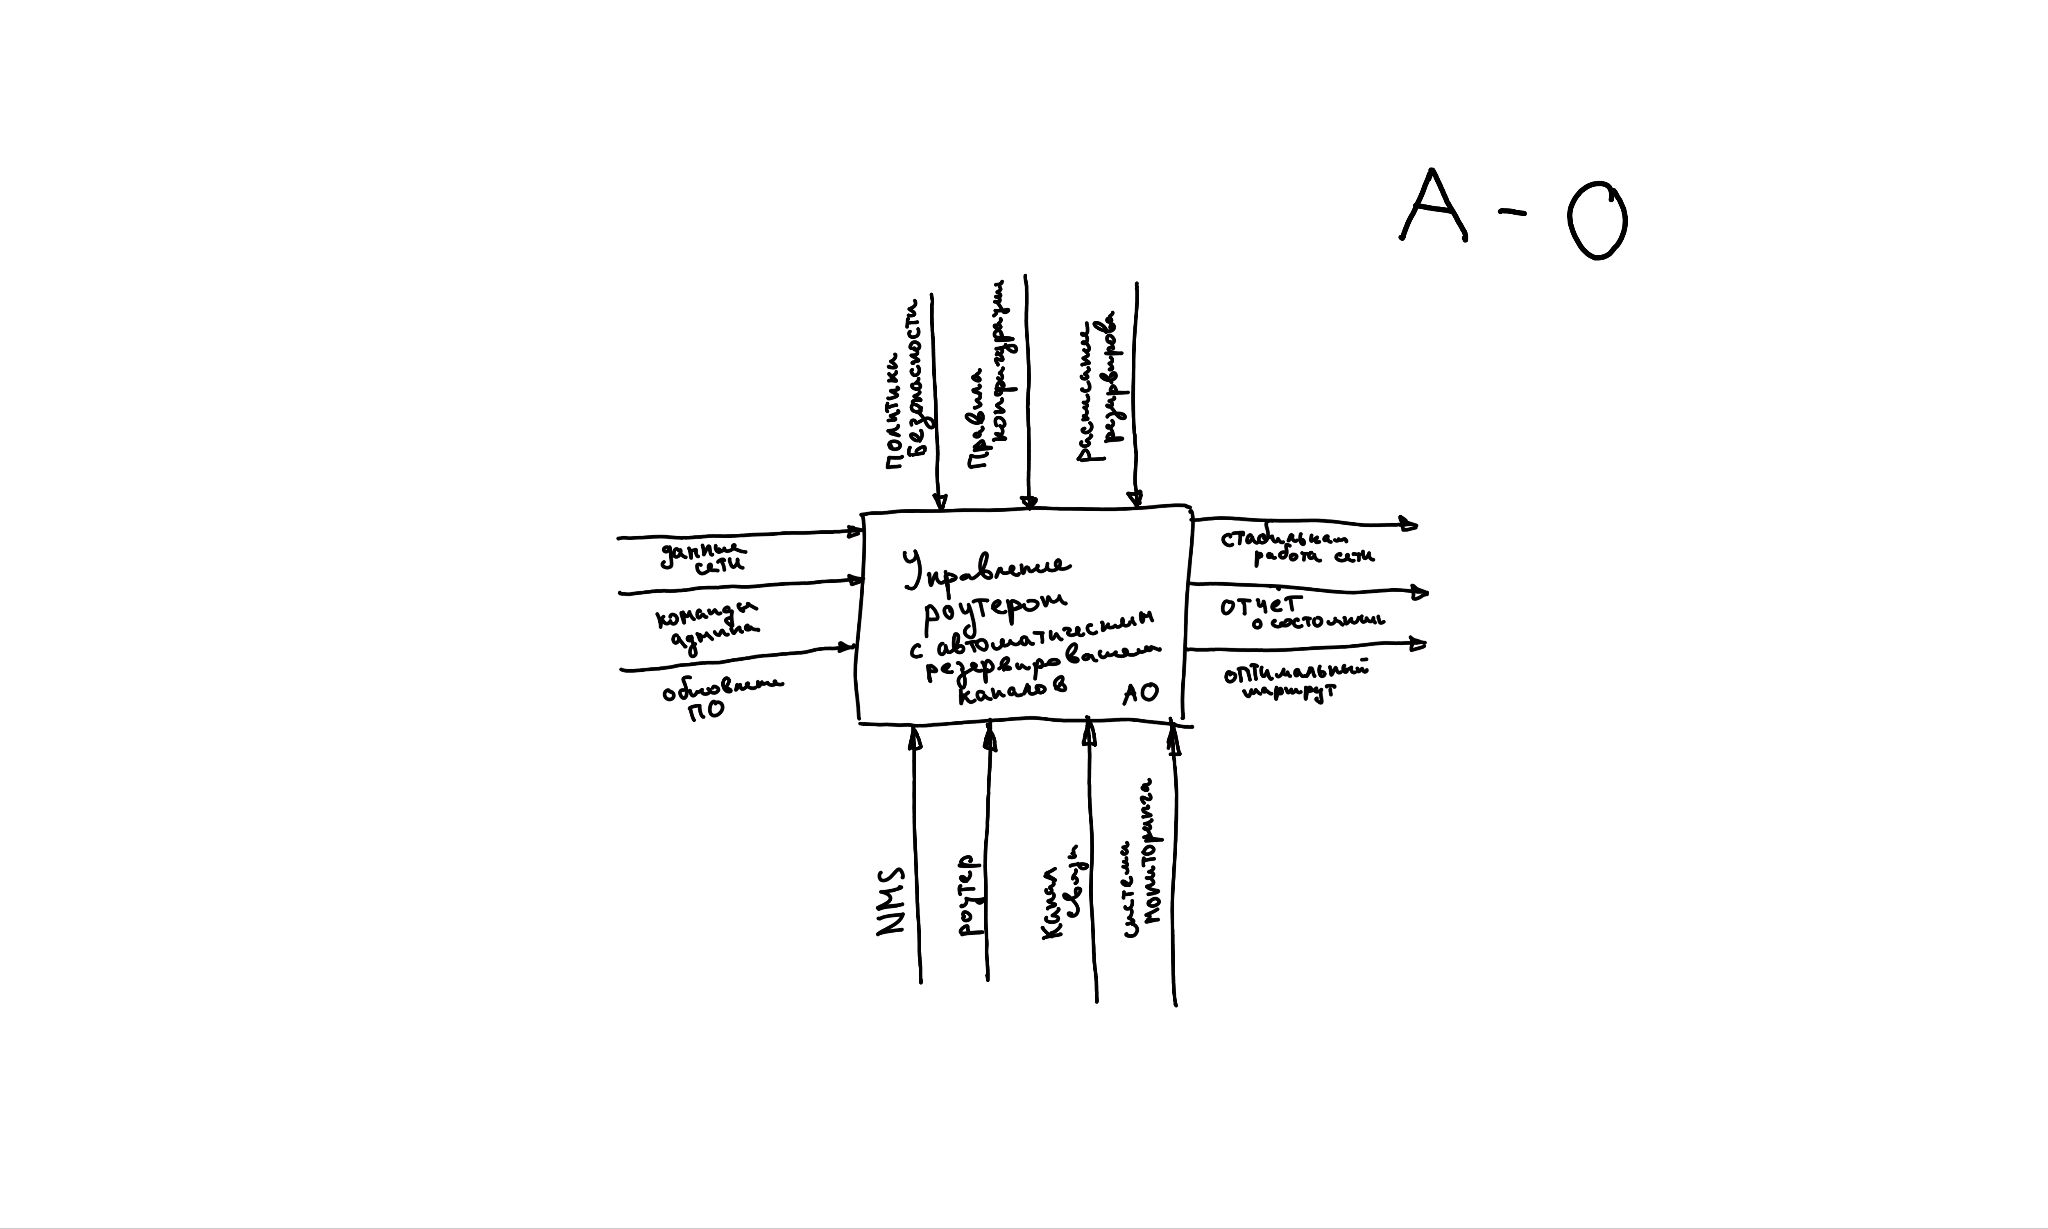 А - 0
Политики
безопасности
Правила
конфигурации
Расписание
резервирова
данные
сети
команды
админа
обновление
ПО
Управление
роутером
с автоматическим
резервированием
каналов
А0
стабильная
работа сети
отчёт
о состоянии
оптимальный
маршрут
NMS
роутер
Канал
связи
система
мониторинга